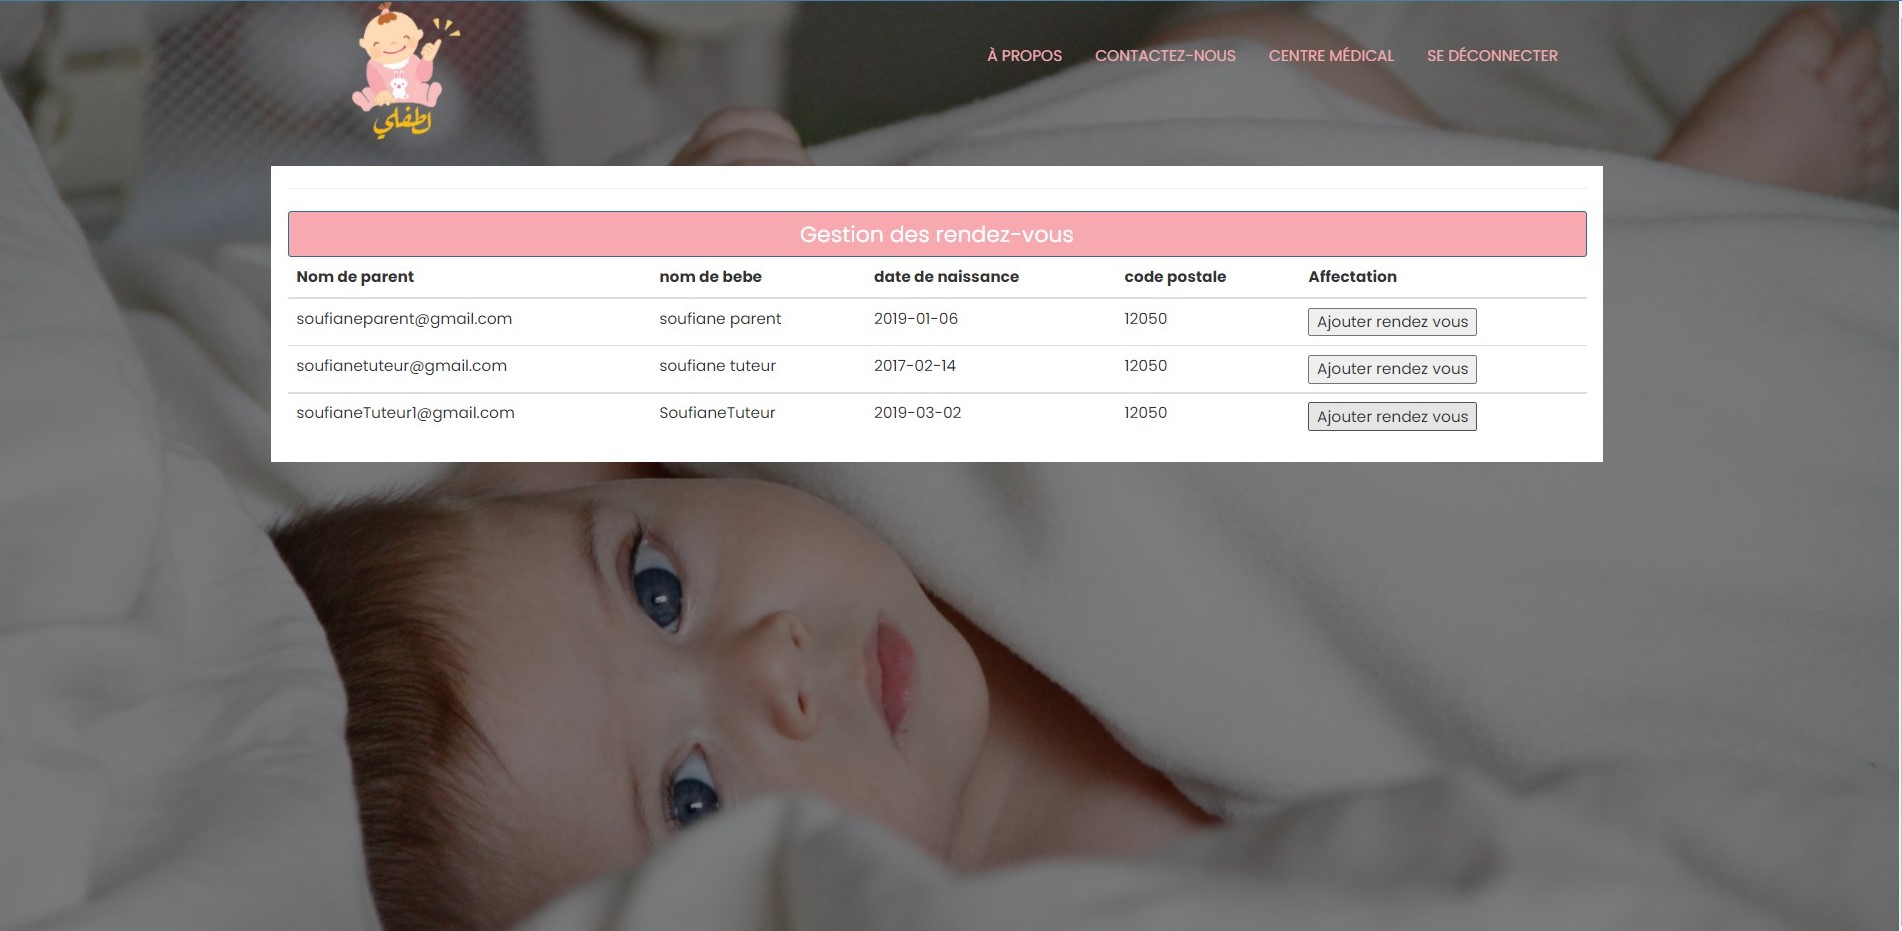 لطفلي
À PROPOS CONTACTEZ-NOUS CENTRE MÉDICAL SE DÉCONNECTER
Gestion des rendez-vous
Nom de parent nom de bebe date de naissance code postale Affectation
soufianeparent@gmail.com soufiane parent 2019-01-06 12050 Ajouter rendez vous
soufianetuteur@gmail.com soufiane tuteur 2017-02-14 12050 Ajouter rendez vous
soufianeTuteur1@gmail.com SoufianeTuteur 2019-03-02 12050 Ajouter rendez vous